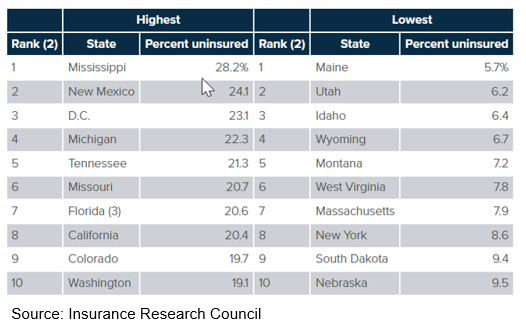 Highest Lowest
Rank (2) State Percent uninsured Rank (2) State Percent uninsured
1 Mississippi 28.2% 1 Maine 5.7%
2 New Mexico 24.1 2 Utah 6.2
3 D.C. 23.1 3 Idaho 6.4
4 Michigan 22.3 4 Wyoming 6.7
5 Tennessee 21.3 5 Montana 7.2
6 Missouri 20.7 6 West Virginia 7.8
7 Florida (3) 20.6 7 Massachusetts 7.9
8 California 20.4 8 New York 8.6
9 Colorado 19.7 9 South Dakota 9.4
10 Washington 19.1 10 Nebraska 9.5
Source: Insurance Research Council